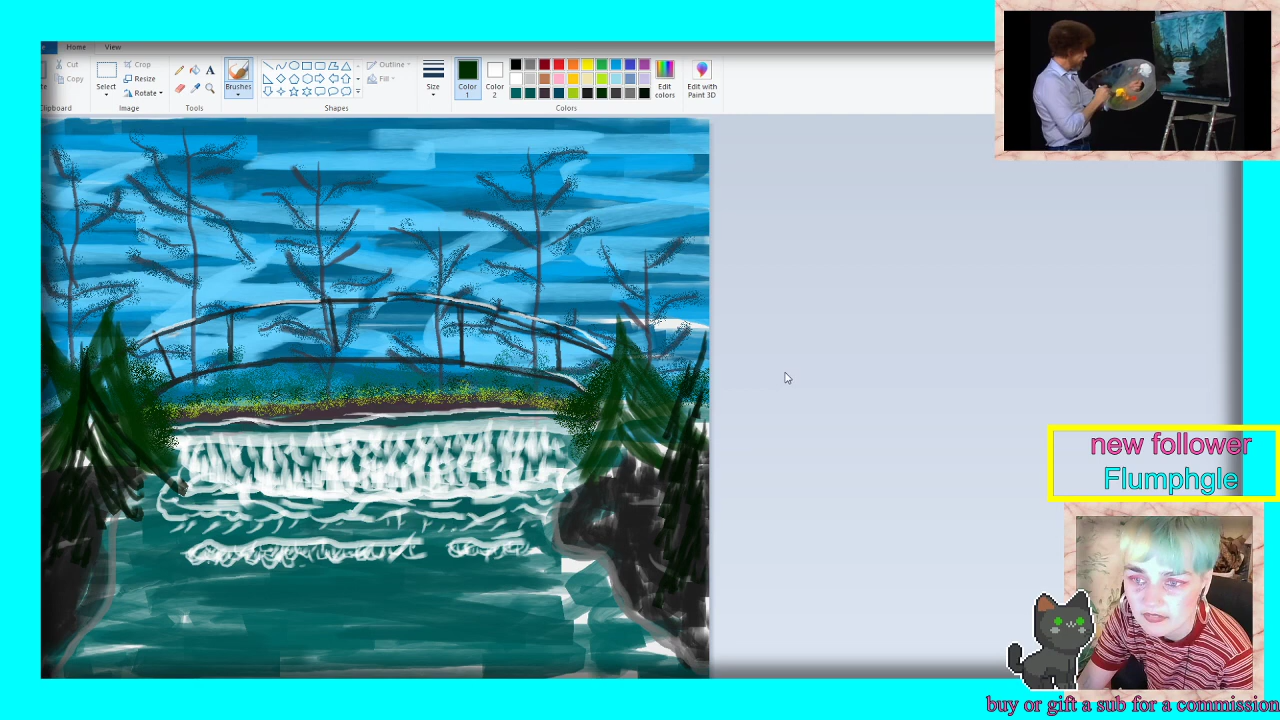 Home View
Cut
Copy
Clipboard
Select
Crop
Resize
Rotate
Image
A
Tools
Brushes
Outline
Fill
Shapes
Size
Color
1
Color
2
Edit
colors
Edit with
Paint 3D
Colors
new follower
Flumphgle
buy or gift a sub for a commission